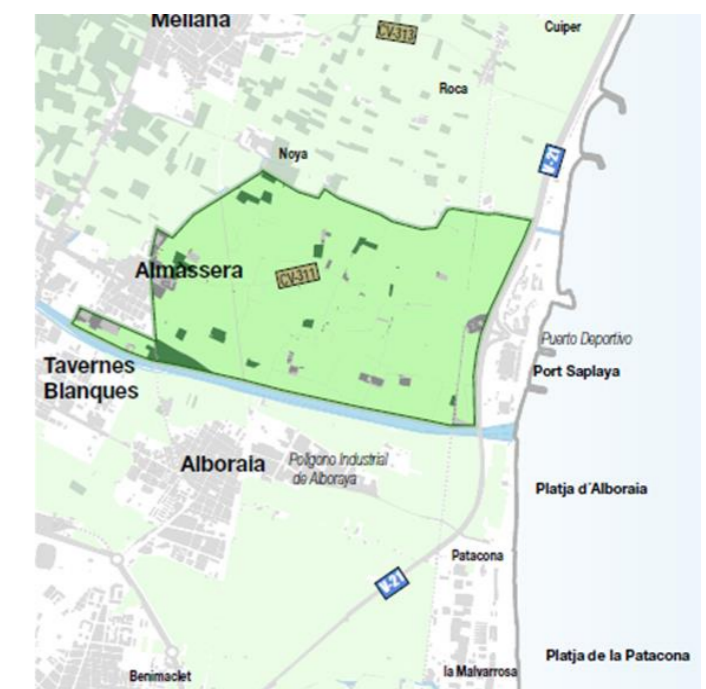 Meliana
CV-313
Cuiper
Roca
Noya
V-21
Almàssera
CV-311
Puerto Deportivo
Port Saplaya
Tavernes
Blanques
Alboraia
Polígono Industrial
de Alboraya
Platja d´Alboraia
Patacona
V-21
Platja de la Patacona
Benimaclet
la Malvarrosa